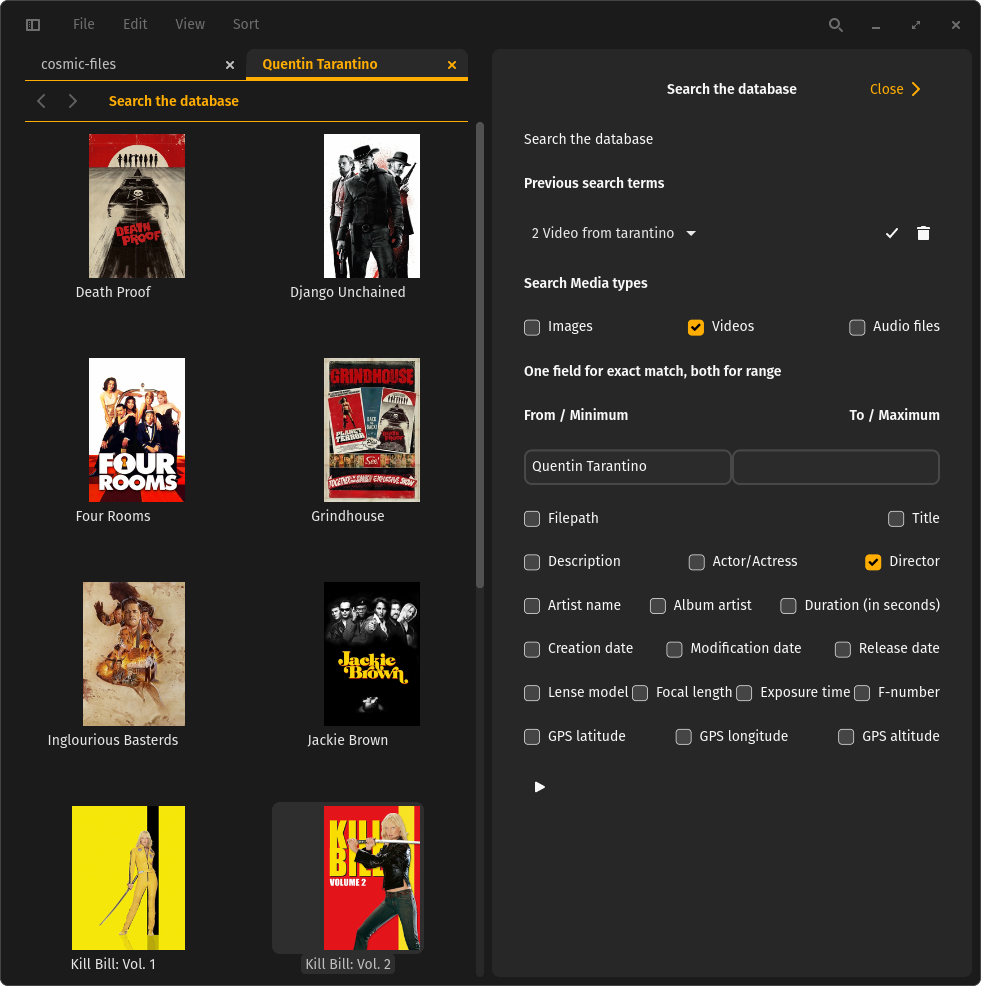 File Edit View Sort
cosmic-files
Quentin Tarantino
Search the database
DEATH PROOF
Death Proof
Django Unchained
FOUR ROOMS
Four Rooms
GRINDHOUSE
PLANET TERROR
BACK TO BACK!
Grindhouse
Inglourious Basterds
Jackie Brown
Jackie Brown
Kill Bill: Vol. 1
KILL BILL
VOLUME 2
Kill Bill: Vol. 2
Search the database
Close
Search the database
Previous search terms
2 Video from tarantino
Search Media types
Images Videos Audio files
One field for exact match, both for range
From / Minimum To / Maximum
Quentin Tarantino
Filepath Title
Description Actor/Actress Director
Artist name Album artist Duration (in seconds)
Creation date Modification date Release date
Lense model Focal length Exposure time F-number
GPS latitude GPS longitude GPS altitude